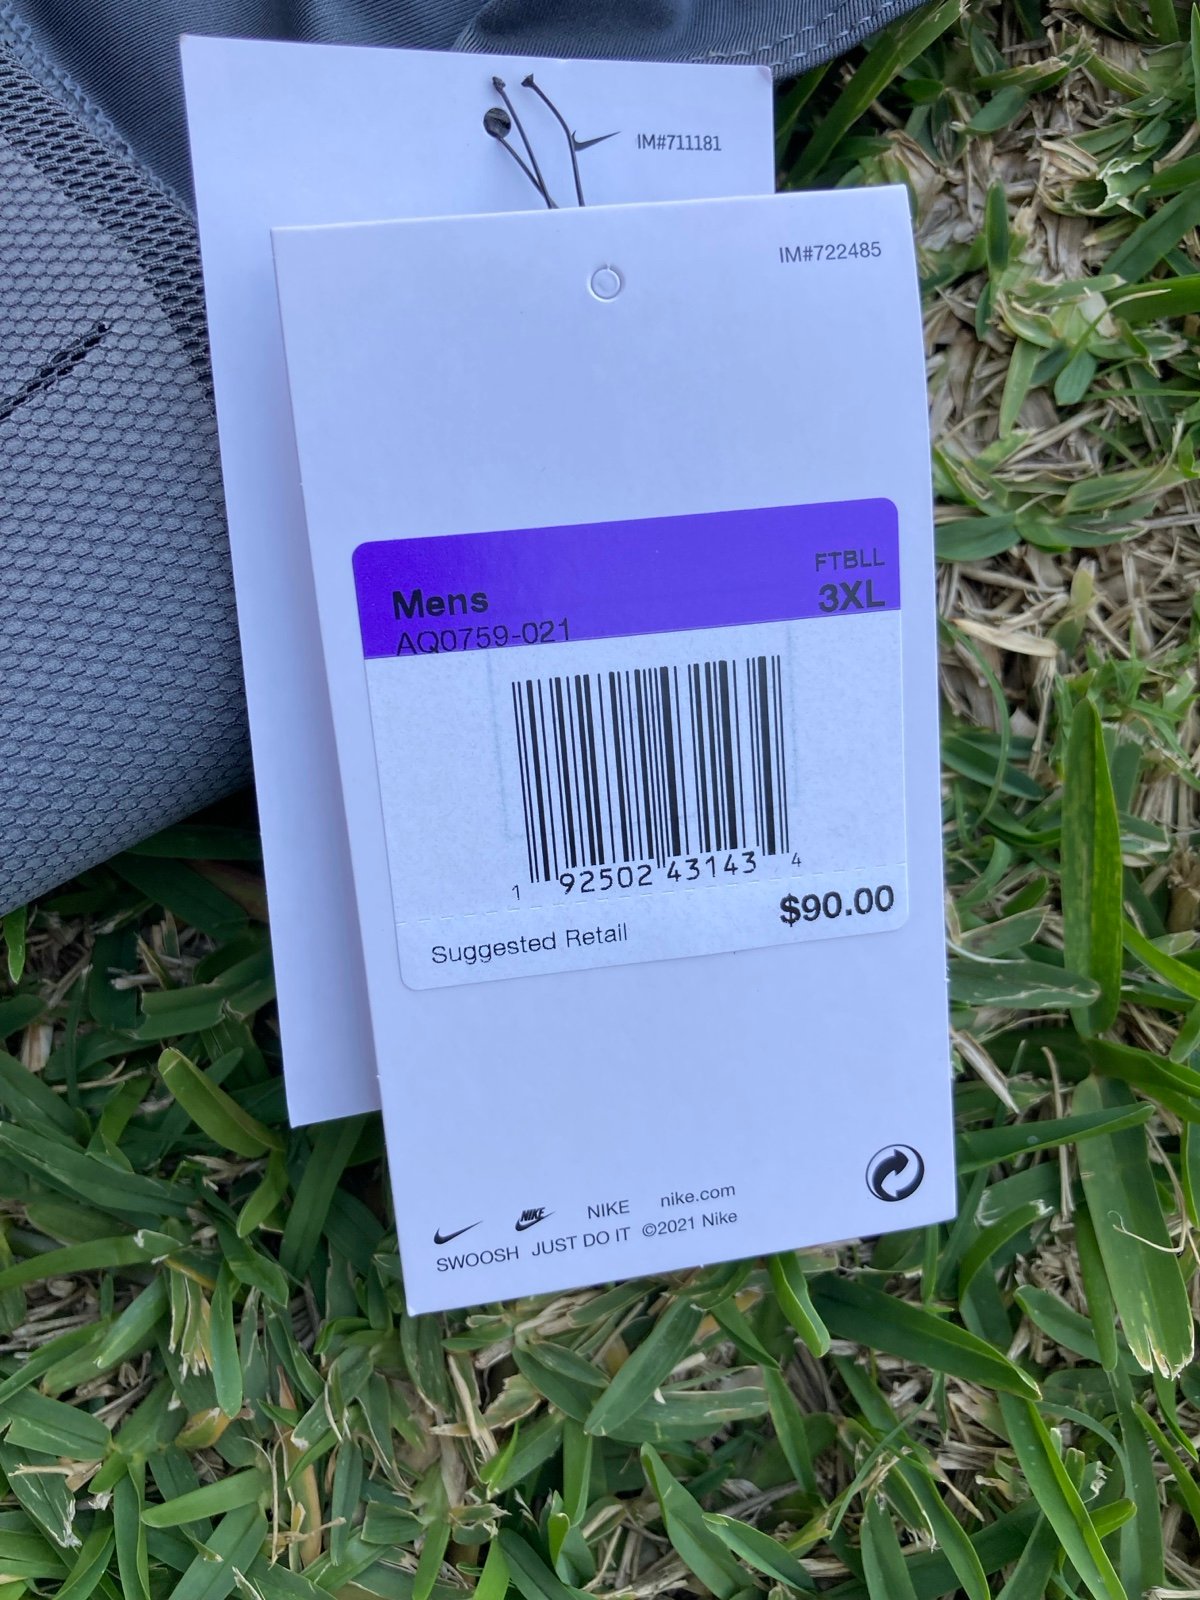 IM#711181
IM#722485
FTBLL
Mens 3XL
AQ0759-021
1 92502 43143 4
Suggested Retail $90.00
NIKE NIKE nike.com
SWOOSH JUST DO IT ©2021 Nike